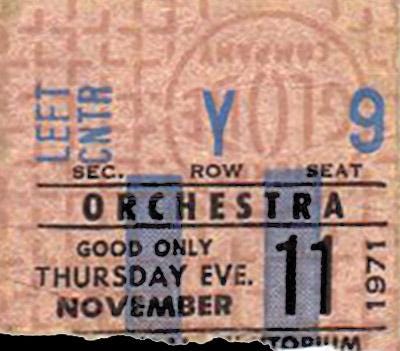 LEFT CNTR Y 9
SEC. ROW SEAT
ORCHESTRA
GOOD ONLY
THURSDAY EVE.
NOVEMBER 11 1971